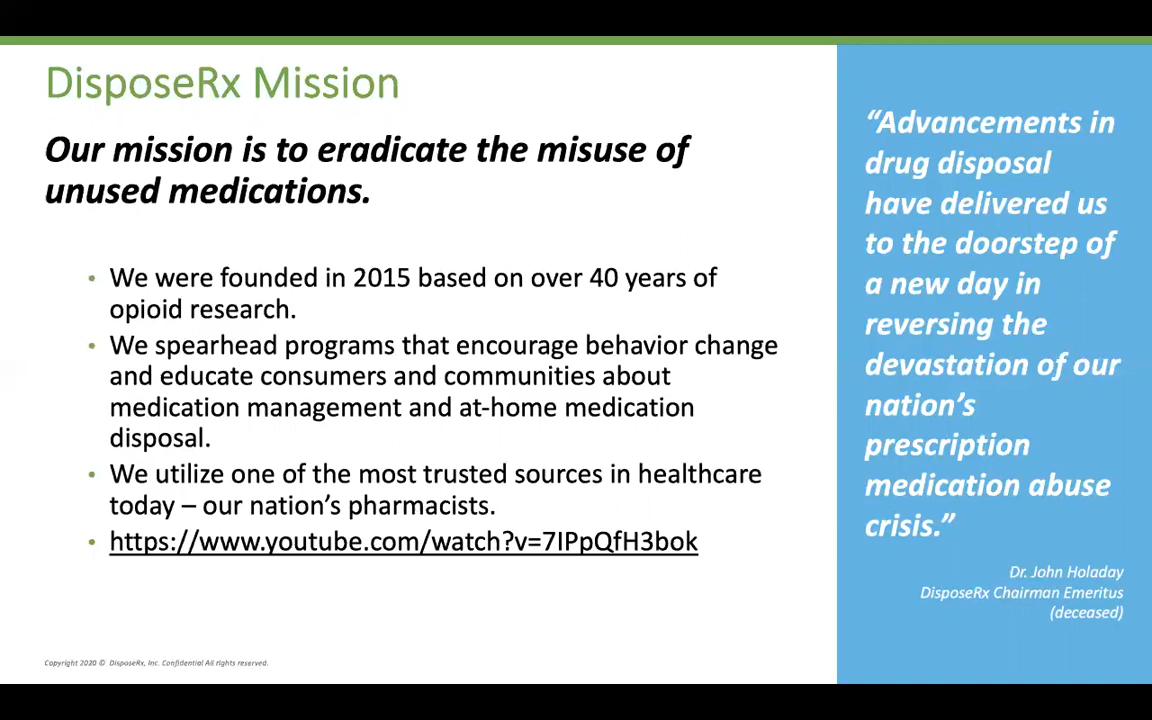 DisposeRx Mission
Our mission is to eradicate the misuse of
unused medications.
• We were founded in 2015 based on over 40 years of
opioid research.
• We spearhead programs that encourage behavior change
and educate consumers and communities about
medication management and at-home medication
disposal.
• We utilize one of the most trusted sources in healthcare
today – our nation’s pharmacists.
• https://www.youtube.com/watch?v=7IPpQfH3bok
Copyright 2020 © DisposeRx, Inc. Confidential All rights reserved.
“Advancements in
drug disposal
have delivered us
to the doorstep of
a new day in
reversing the
devastation of our
nation’s
prescription
medication abuse
crisis.”
Dr. John Holaday
DisposeRx Chairman Emeritus
(deceased)